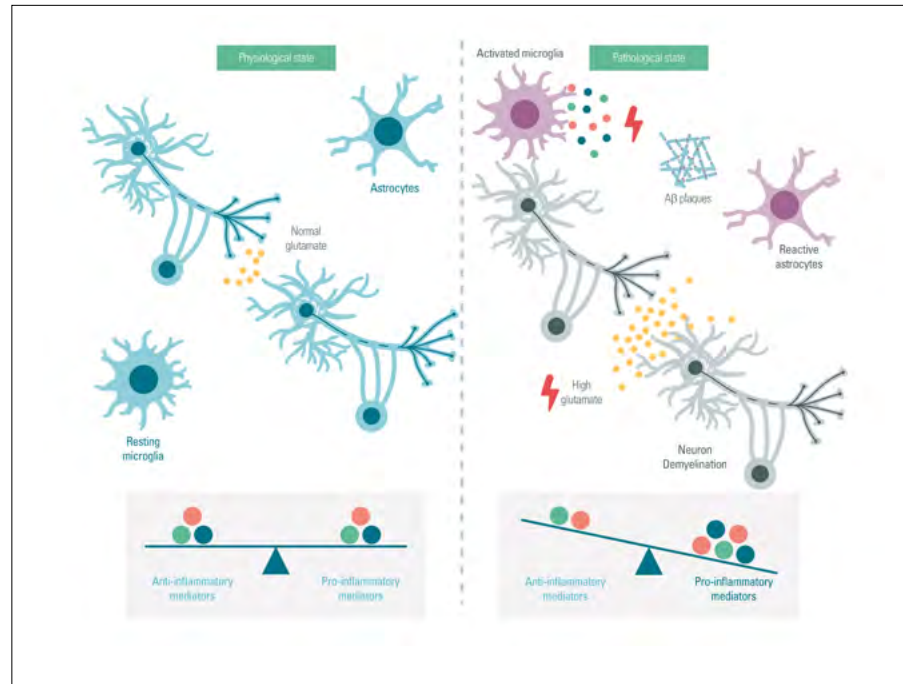 Physiological state
Astrocytes
Normal
glutamate
Resting
microglia
Anti-inflammatory
mediators
Pro-inflammatory
mediators
Activated microglia
Pathological state
Aβ plaques
Reactive
astrocytes
High
glutamate
Neuron
Demyelination
Anti-inflammatory
mediators
Pro-inflammatory
mediators